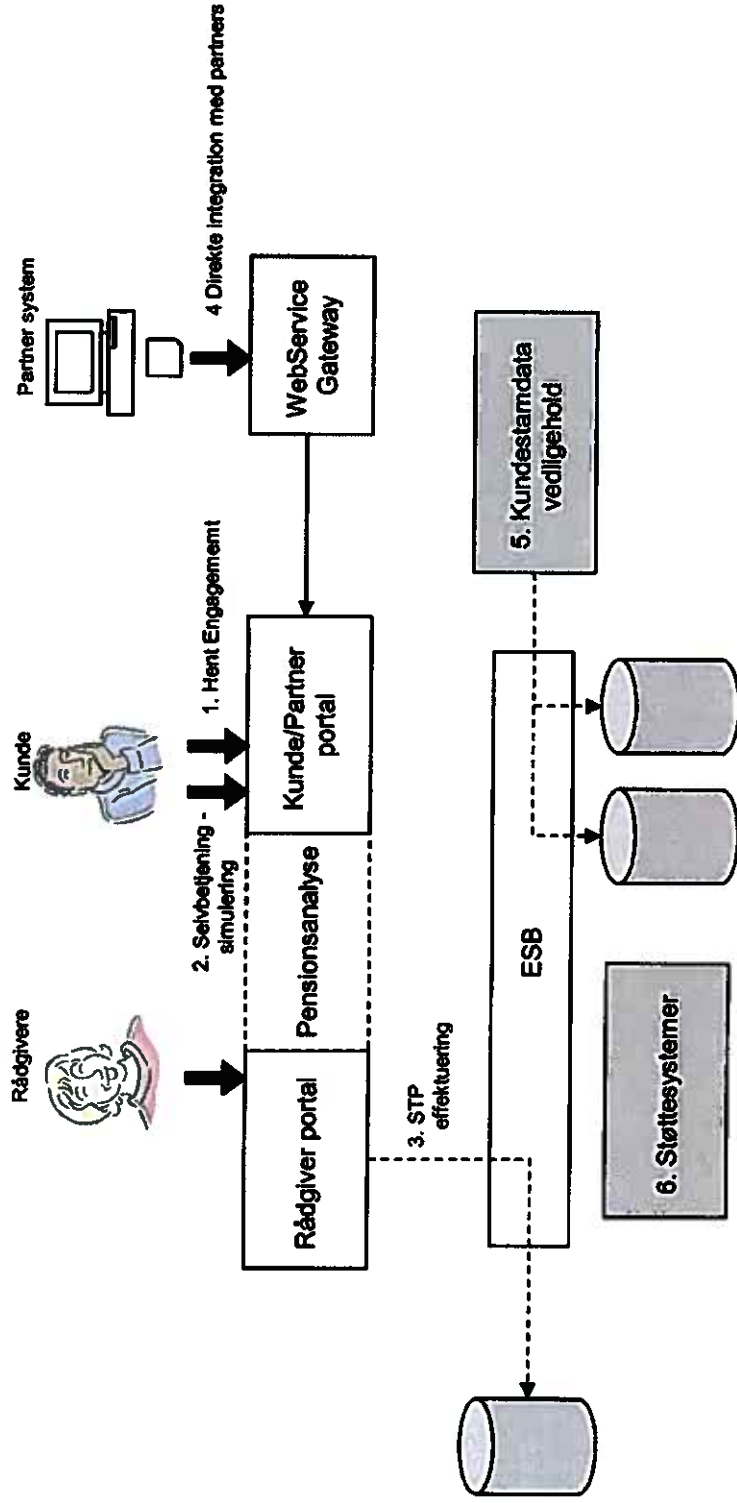 Rådgivere
Kunde
Partner system
2. Selvbetjening -
simulering
1. Hent Engagememt
4 Direkte integration med partners
Rådgiver portal
Pensionsanalyse
Kunde/Partner
portal
WebService
Gateway
3. STP
effektuering
ESB
5. Kundestamdata
vedligehold
6. Støttesystemer